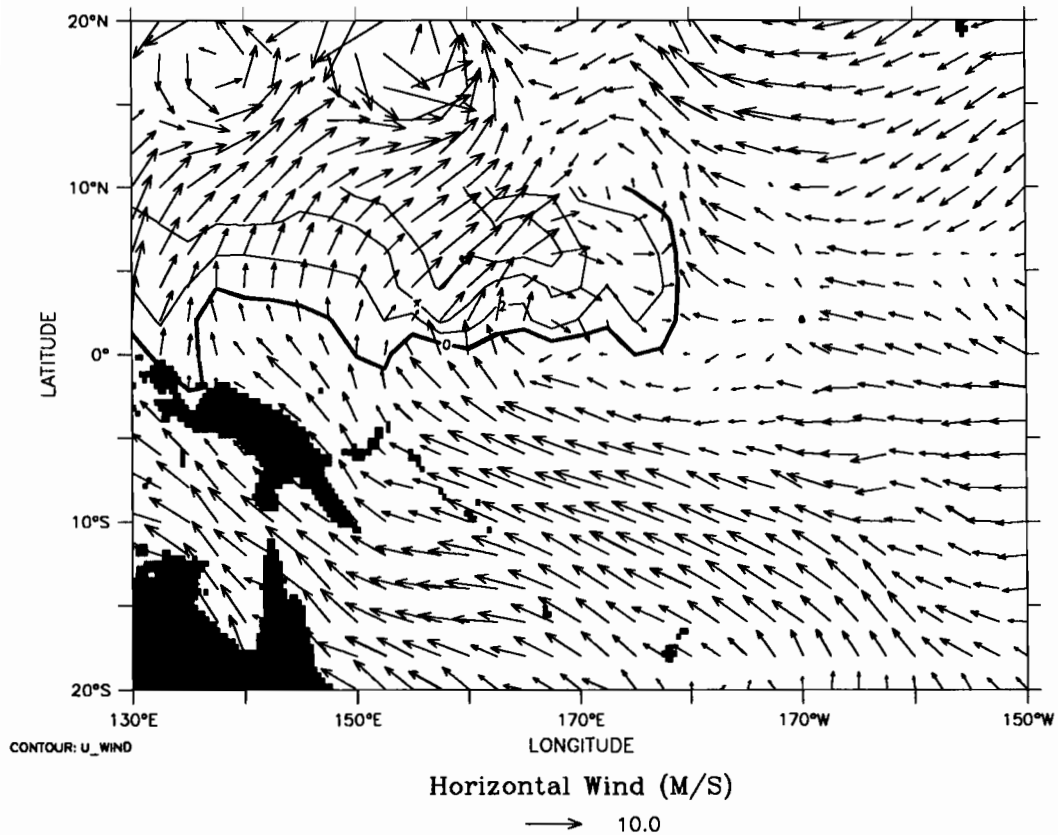 20°N
10°N
0°
10°S
20°S
LATITUDE
2
0
130°E 150°E 170°E 170°W 150°W
CONTOUR: U_WIND
LONGITUDE
Horizontal Wind (M/S)
10.0